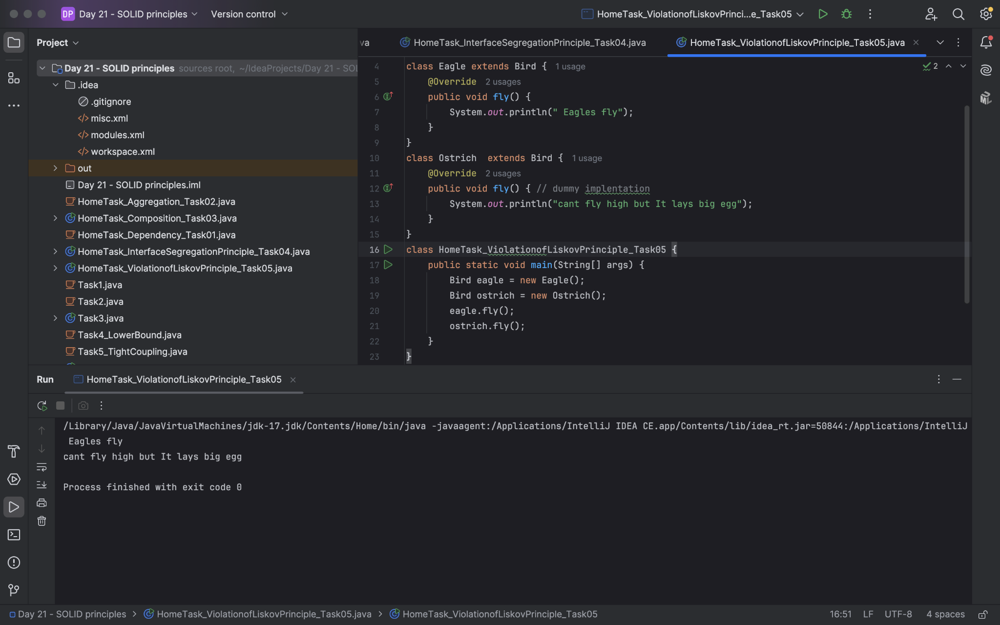 DP Day 21 - SOLID principles Version control HomeTask_ViolationofLiskovPrinci...e_Task05
Project
Day 21 - SOLID principles sources root, ~/IdeaProjects/Day 21 - SOL
.idea
.gitignore
misc.xml
modules.xml
workspace.xml
out
Day 21 - SOLID principles.iml
HomeTask_Aggregation_Task02.java
HomeTask_Composition_Task03.java
HomeTask_Dependency_Task01.java
HomeTask_InterfaceSegregationPrinciple_Task04.java
HomeTask_ViolationofLiskovPrinciple_Task05.java
Task1.java
Task2.java
Task3.java
Task4_LowerBound.java
Task5_TightCoupling.java
va HomeTask_InterfaceSegregationPrinciple_Task04.java HomeTask_ViolationofLiskovPrinciple_Task05.java
2
4 class Eagle extends Bird { 1 usage
5 @Override 2 usages
6 public void fly() {
7 System.out.println(" Eagles fly");
8 }
9 }
10 class Ostrich  extends Bird { 1 usage
11 @Override 2 usages
12 public void fly() { // dummy implentation
13 System.out.println("cant fly high but It lays big egg");
14 }
15 }
16 class HomeTask_ViolationofLiskovPrinciple_Task05 {
17 public static void main(String[] args) {
18 Bird eagle = new Eagle();
19 Bird ostrich = new Ostrich();
20 eagle.fly();
21 ostrich.fly();
22 }
23 }
Run HomeTask_ViolationofLiskovPrinciple_Task05
/Library/Java/JavaVirtualMachines/jdk-17.jdk/Contents/Home/bin/java -javaagent:/Applications/IntelliJ IDEA CE.app/Contents/lib/idea_rt.jar=50844:/Applications/IntelliJ
Eagles fly
cant fly high but It lays big egg
Process finished with exit code 0
Day 21 - SOLID principles > HomeTask_ViolationofLiskovPrinciple_Task05.java > HomeTask_ViolationofLiskovPrinciple_Task05 16:51 LF UTF-8 4 spaces